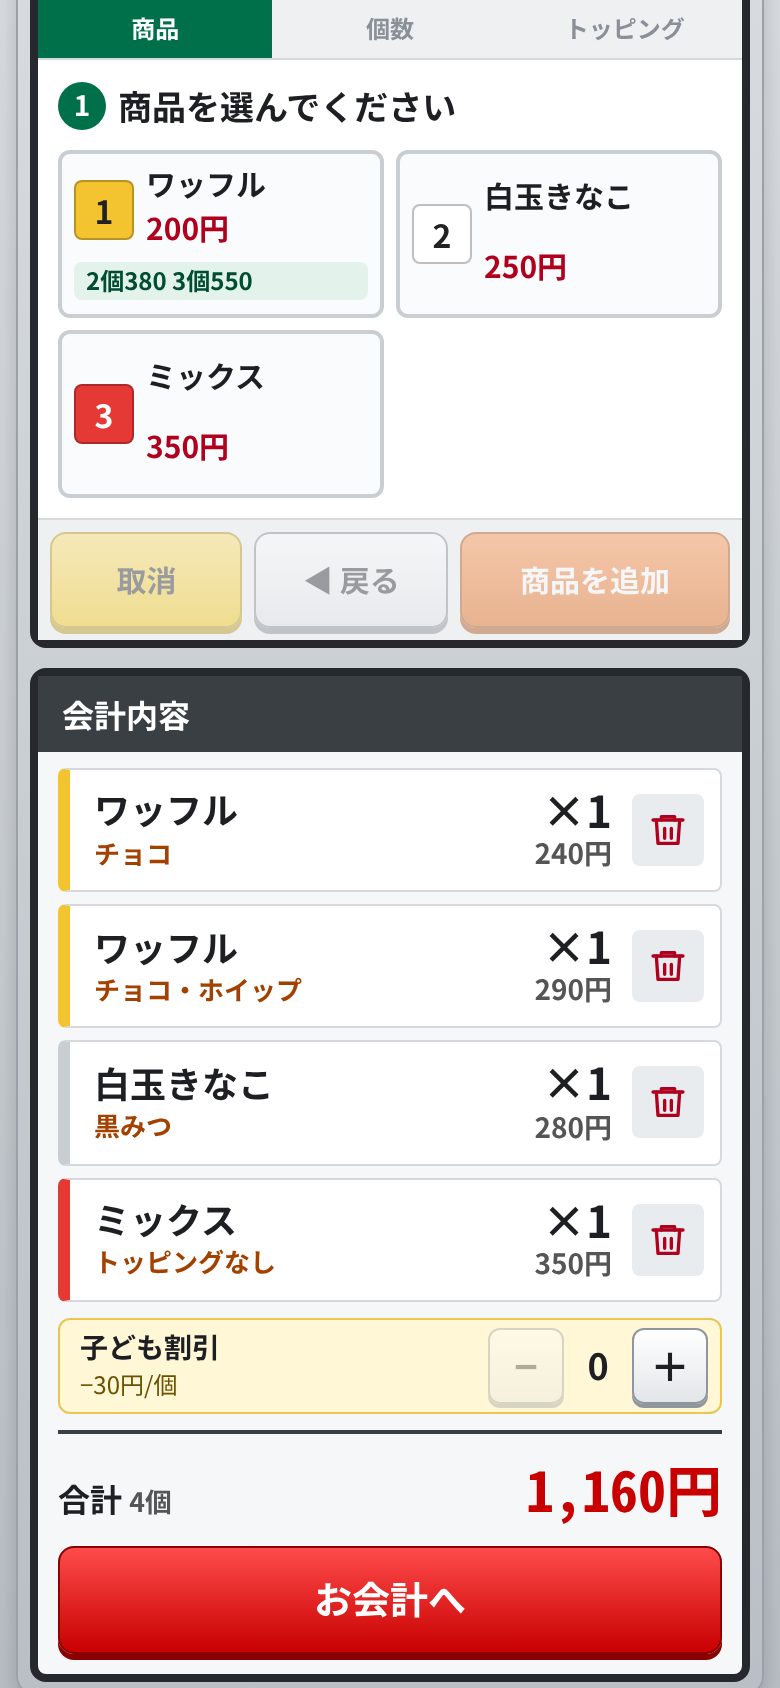 商品
個数
トッピング
1 商品を選んでください
1
ワッフル
200円
2個380 3個550
2
白玉きなこ
250円
3
ミックス
350円
取消
◀ 戻る
商品を追加
会計内容
ワッフル
×1
チョコ
240円
ワッフル
×1
チョコ・ホイップ
290円
白玉きなこ
×1
黒みつ
280円
ミックス
×1
トッピングなし
350円
子ども割引
−30円/個
− 0 +
合計 4個
1,160円
お会計へ